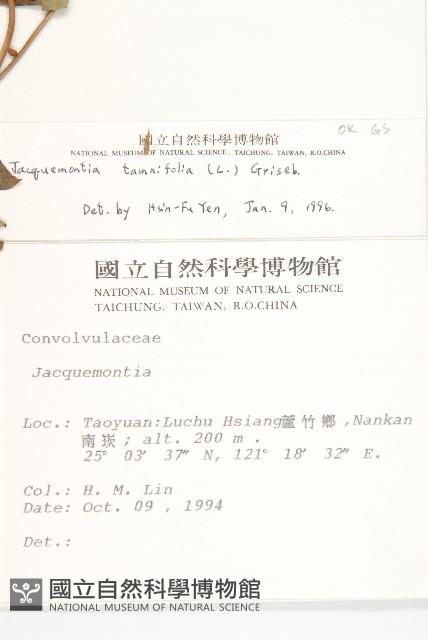 OK GS
國立自然科學博物館
NATIONAL MUSEUM OF NATURAL SCIENCE, TAICHUNG, TAIWAN, R.O.CHINA
Jacquemontia tamnifolia (L.) Griseb.
Det. by Hsin-Fu Yen, Jan. 9, 1996.
國立自然科學博物館
NATIONAL MUSEUM OF NATURAL SCIENCE
TAICHUNG, TAIWAN, R.O.CHINA
Convolvulaceae
Jacquemontia
Loc.: Taoyuan:Luchu Hsiang蘆竹鄉,Nankan
南崁; alt. 200 m .
25° 03' 37" N, 121° 18' 32" E.
Col.: H. M. Lin
Date: Oct. 09 , 1994
Det.:
國立自然科學博物館
NATIONAL MUSEUM OF NATURAL SCIENCE